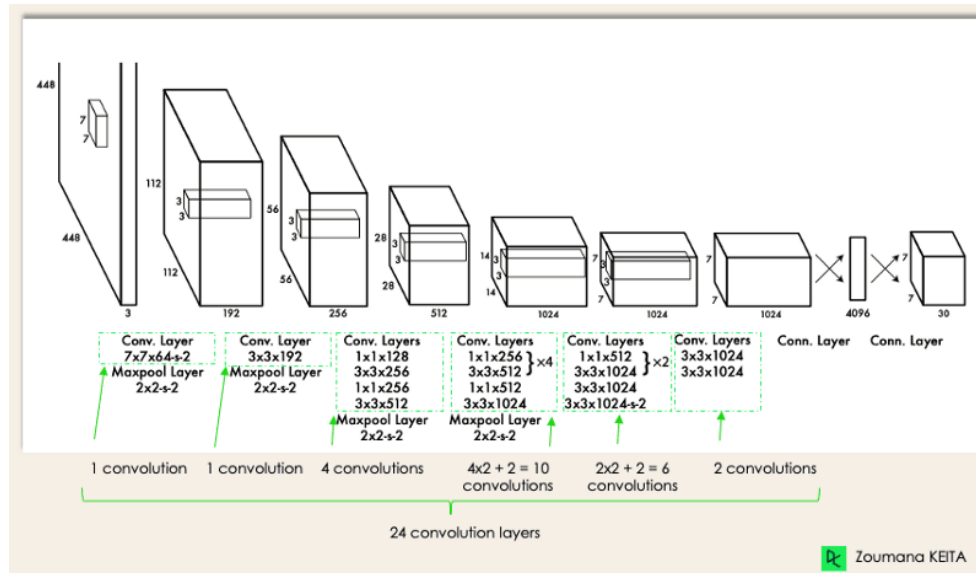 448
7
7
448
3
112
3
3
112
192
56
3
3
56
256
28
3
3
28
512
14
3
3
14
1024
7
3
3
7
1024
7
7
1024
4096
7
7
30
Conv. Layer
7x7x64-s-2
Maxpool Layer
2x2-s-2
Conv. Layer
3x3x192
Maxpool Layer
2x2-s-2
Conv. Layers
1x1x128
3x3x256
1x1x256
3x3x512
Maxpool Layer
2x2-s-2
Conv. Layers
1x1x256
3x3x512 }×4
1x1x512
3x3x1024
Maxpool Layer
2x2-s-2
Conv. Layers
1x1x512
3x3x1024 }×2
3x3x1024
3x3x1024-s-2
Conv. Layers
3x3x1024
3x3x1024
Conn. Layer
Conn. Layer
1 convolution
1 convolution
4 convolutions
4x2 + 2 = 10
convolutions
2x2 + 2 = 6
convolutions
2 convolutions
24 convolution layers
DC Zoumana KEITA